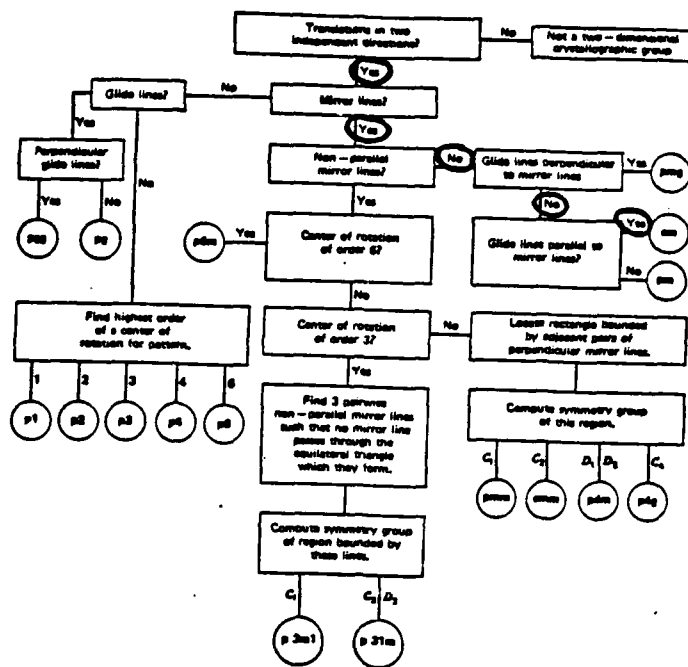 Translations in two
independent directions?
No
Not a two - dimensional
crystallographic group
Yes
Glide lines?
No
Mirror lines?
Yes
Yes
Perpendicular
glide lines?
No
Non - parallel
mirror lines?
No
Glide lines perpendicular
to mirror lines
Yes
pmg
Yes
No
Yes
No
pgg
pg
p6m
Yes
Center of rotation
of order 6?
Glide lines parallel to
mirror lines?
Yes
cm
No
pm
No
Find highest order
of a center of
rotation for pattern.
Center of rotation
of order 3?
No
Locate rectangle bounded
by adjacent pairs of
perpendicular mirror lines.
1
2
3
4
6
Yes
p1
p2
p3
p4
p6
Find 3 pairwise
non - parallel mirror lines
such that no mirror line
passes through the
equilateral triangle
which they form.
Compute symmetry group
of this region.
C₁
C₂
D₁
D₂
C₄
pmm
cmm
p4m
p4g
Compute symmetry group
of region bounded by
these lines.
C₁
C₃
p 3m1
p 31m